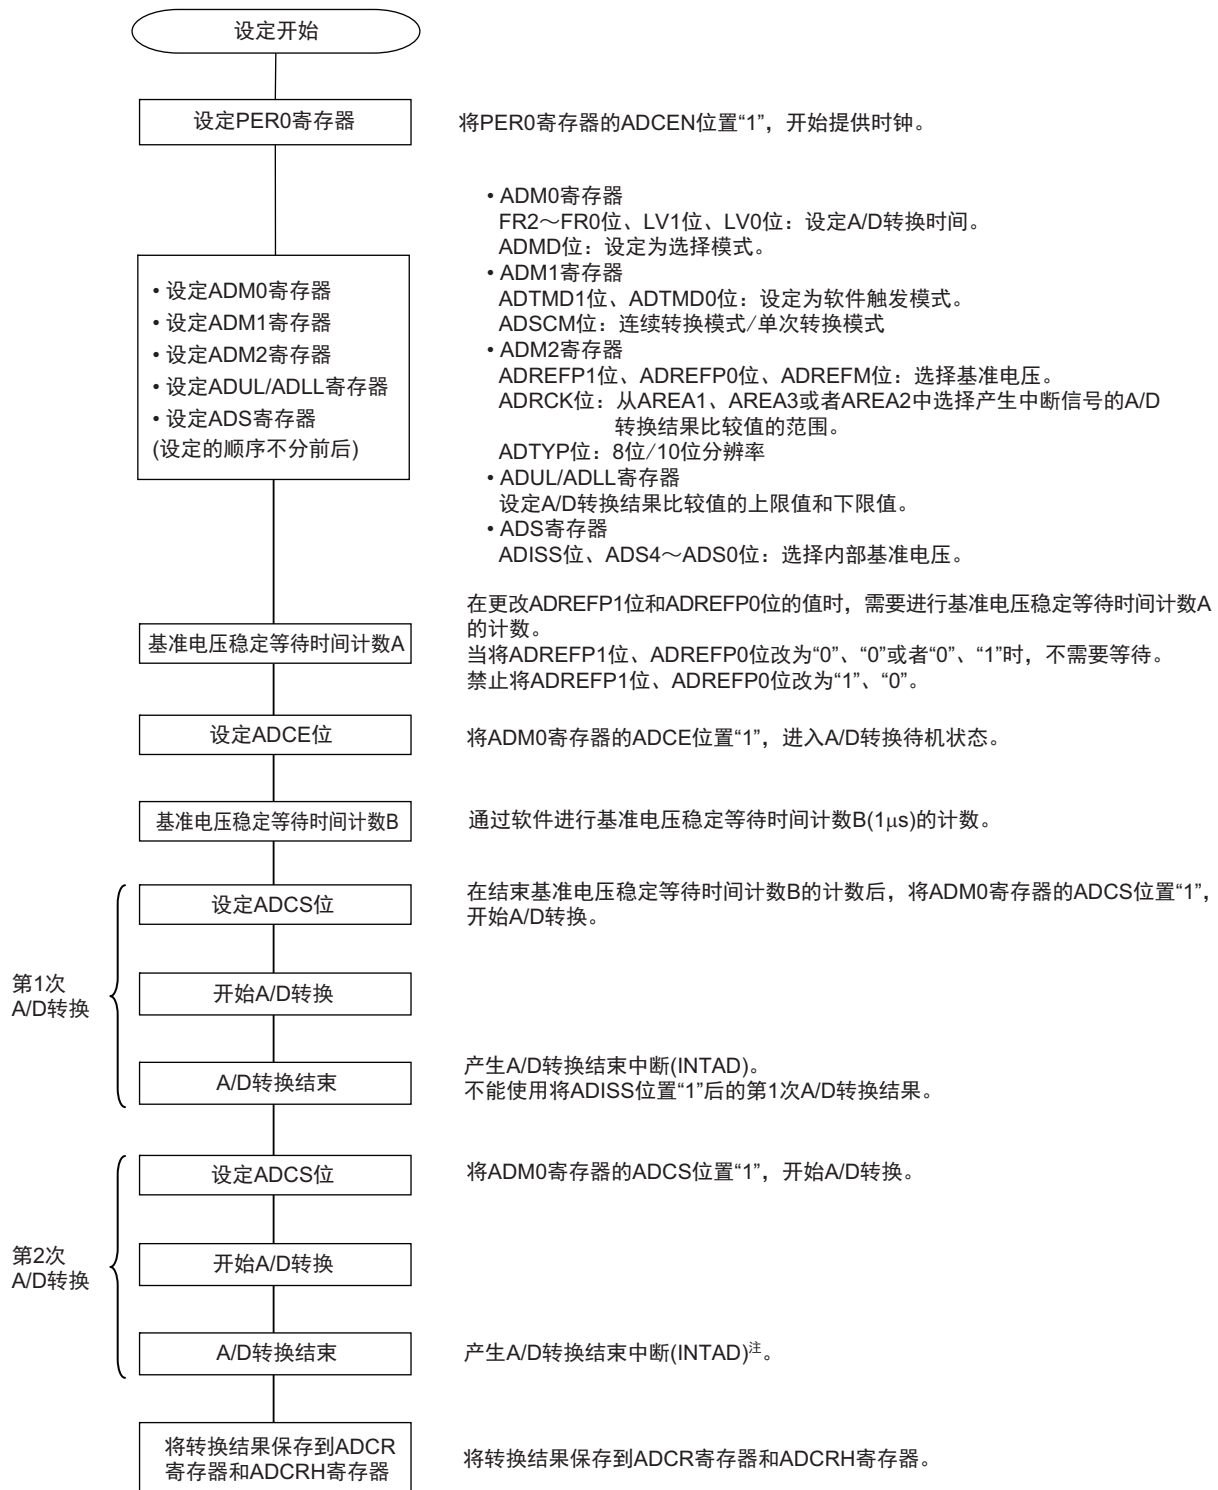 设定开始
设定PER0寄存器
将PER0寄存器的ADCEN位置“1”，开始提供时钟。
• 设定ADM0寄存器
• 设定ADM1寄存器
• 设定ADM2寄存器
• 设定ADUL/ADLL寄存器
• 设定ADS寄存器
(设定的顺序不分前后)
• ADM0寄存器
FR2～FR0位、LV1位、LV0位：设定A/D转换时间。
ADMD位：设定为选择模式。
• ADM1寄存器
ADTMD1位、ADTMD0位：设定为软件触发模式。
ADSCM位：连续转换模式/单次转换模式
• ADM2寄存器
ADREFP1位、ADREFP0位、ADREFM位：选择基准电压。
ADRCK位：从AREA1、AREA3或者AREA2中选择产生中断信号的A/D
转换结果比较值的范围。
ADTYP位：8位/10位分辨率
• ADUL/ADLL寄存器
设定A/D转换结果比较值的上限值和下限值。
• ADS寄存器
ADISS位、ADS4～ADS0位：选择内部基准电压。
基准电压稳定等待时间计数A
在更改ADREFP1位和ADREFP0位的值时，需要进行基准电压稳定等待时间计数A
的计数。
当将ADREFP1位、ADREFP0位改为“0”、“0”或者“0”、“1”时，不需要等待。
禁止将ADREFP1位、ADREFP0位改为“1”、“0”。
设定ADCE位
将ADM0寄存器的ADCE位置“1”，进入A/D转换待机状态。
基准电压稳定等待时间计数B
通过软件进行基准电压稳定等待时间计数B(1μs)的计数。
第1次
A/D转换
设定ADCS位
在结束基准电压稳定等待时间计数B的计数后，将ADM0寄存器的ADCS位置“1”，
开始A/D转换。
开始A/D转换
A/D转换结束
产生A/D转换结束中断(INTAD)。
不能使用将ADISS位置“1”后的第1次A/D转换结果。
第2次
A/D转换
设定ADCS位
将ADM0寄存器的ADCS位置“1”，开始A/D转换。
开始A/D转换
A/D转换结束
产生A/D转换结束中断(INTAD)注。
将转换结果保存到ADCR
寄存器和ADCRH寄存器
将转换结果保存到ADCR寄存器和ADCRH寄存器。